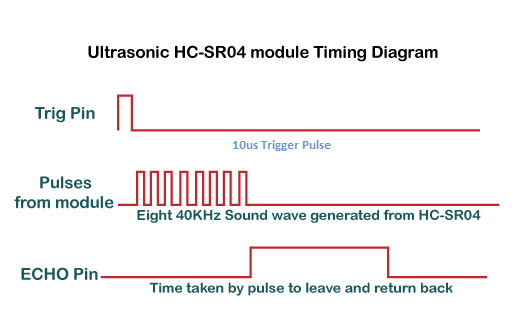 Ultrasonic HC-SR04 module Timing Diagram
Trig Pin
10us Trigger Pulse
Pulses
from module
Eight 40KHz Sound wave generated from HC-SR04
ECHO Pin
Time taken by pulse to leave and return back